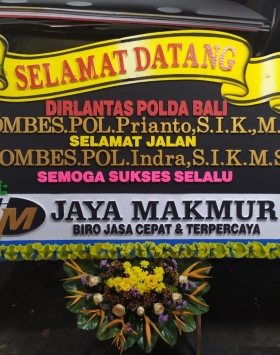 SELAMAT DATANG
DIRLANTAS POLDA BALI
OMBES.POL.Prianto,S.I.K.,M.
SELAMAT JALAN
OMBES.POL.Indra,S.I.K.M.S
SEMOGA SUKSES SELALU
M JAYA MAKMUR
BIRO JASA CEPAT & TERPERCAYA